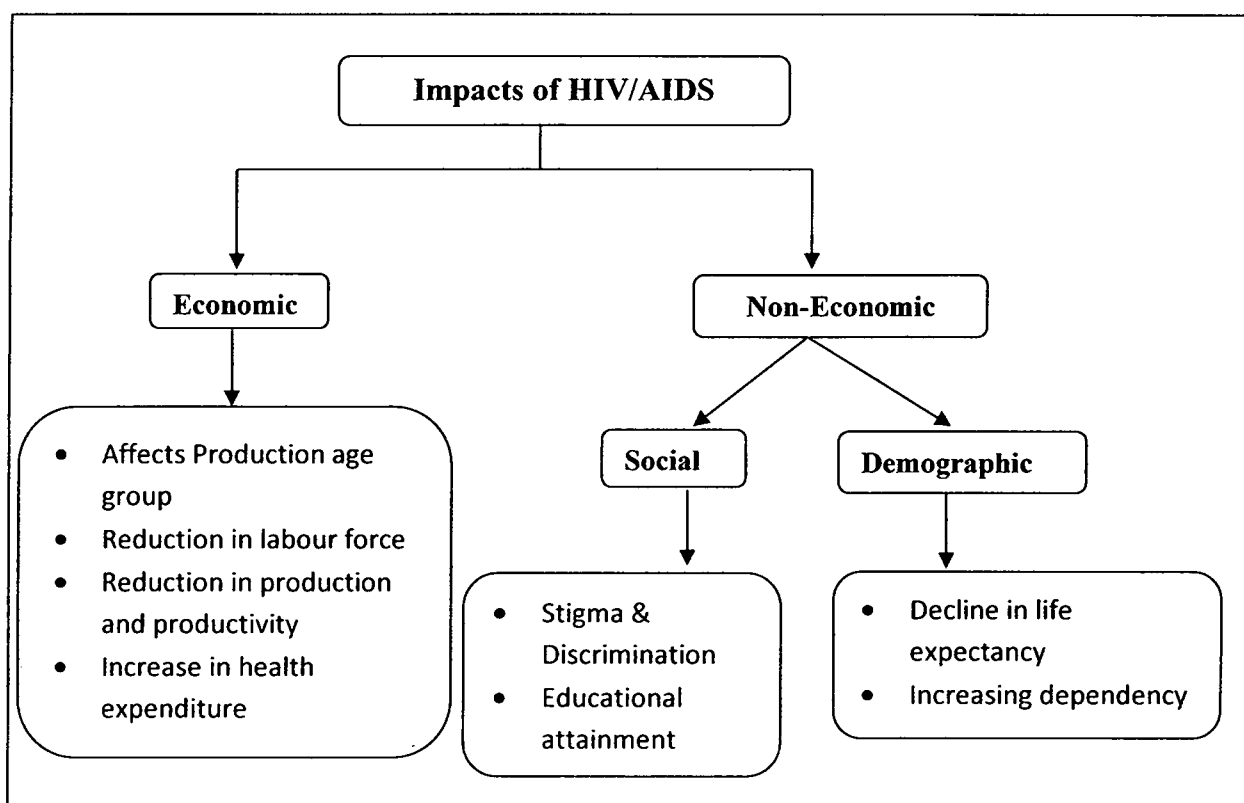 Impacts of HIV/AIDS
Economic
Non-Economic
• Affects Production age
group
• Reduction in labour force
• Reduction in production
and productivity
• Increase in health
expenditure
Social
Demographic
• Stigma &
Discrimination
• Educational
attainment
• Decline in life
expectancy
• Increasing dependency